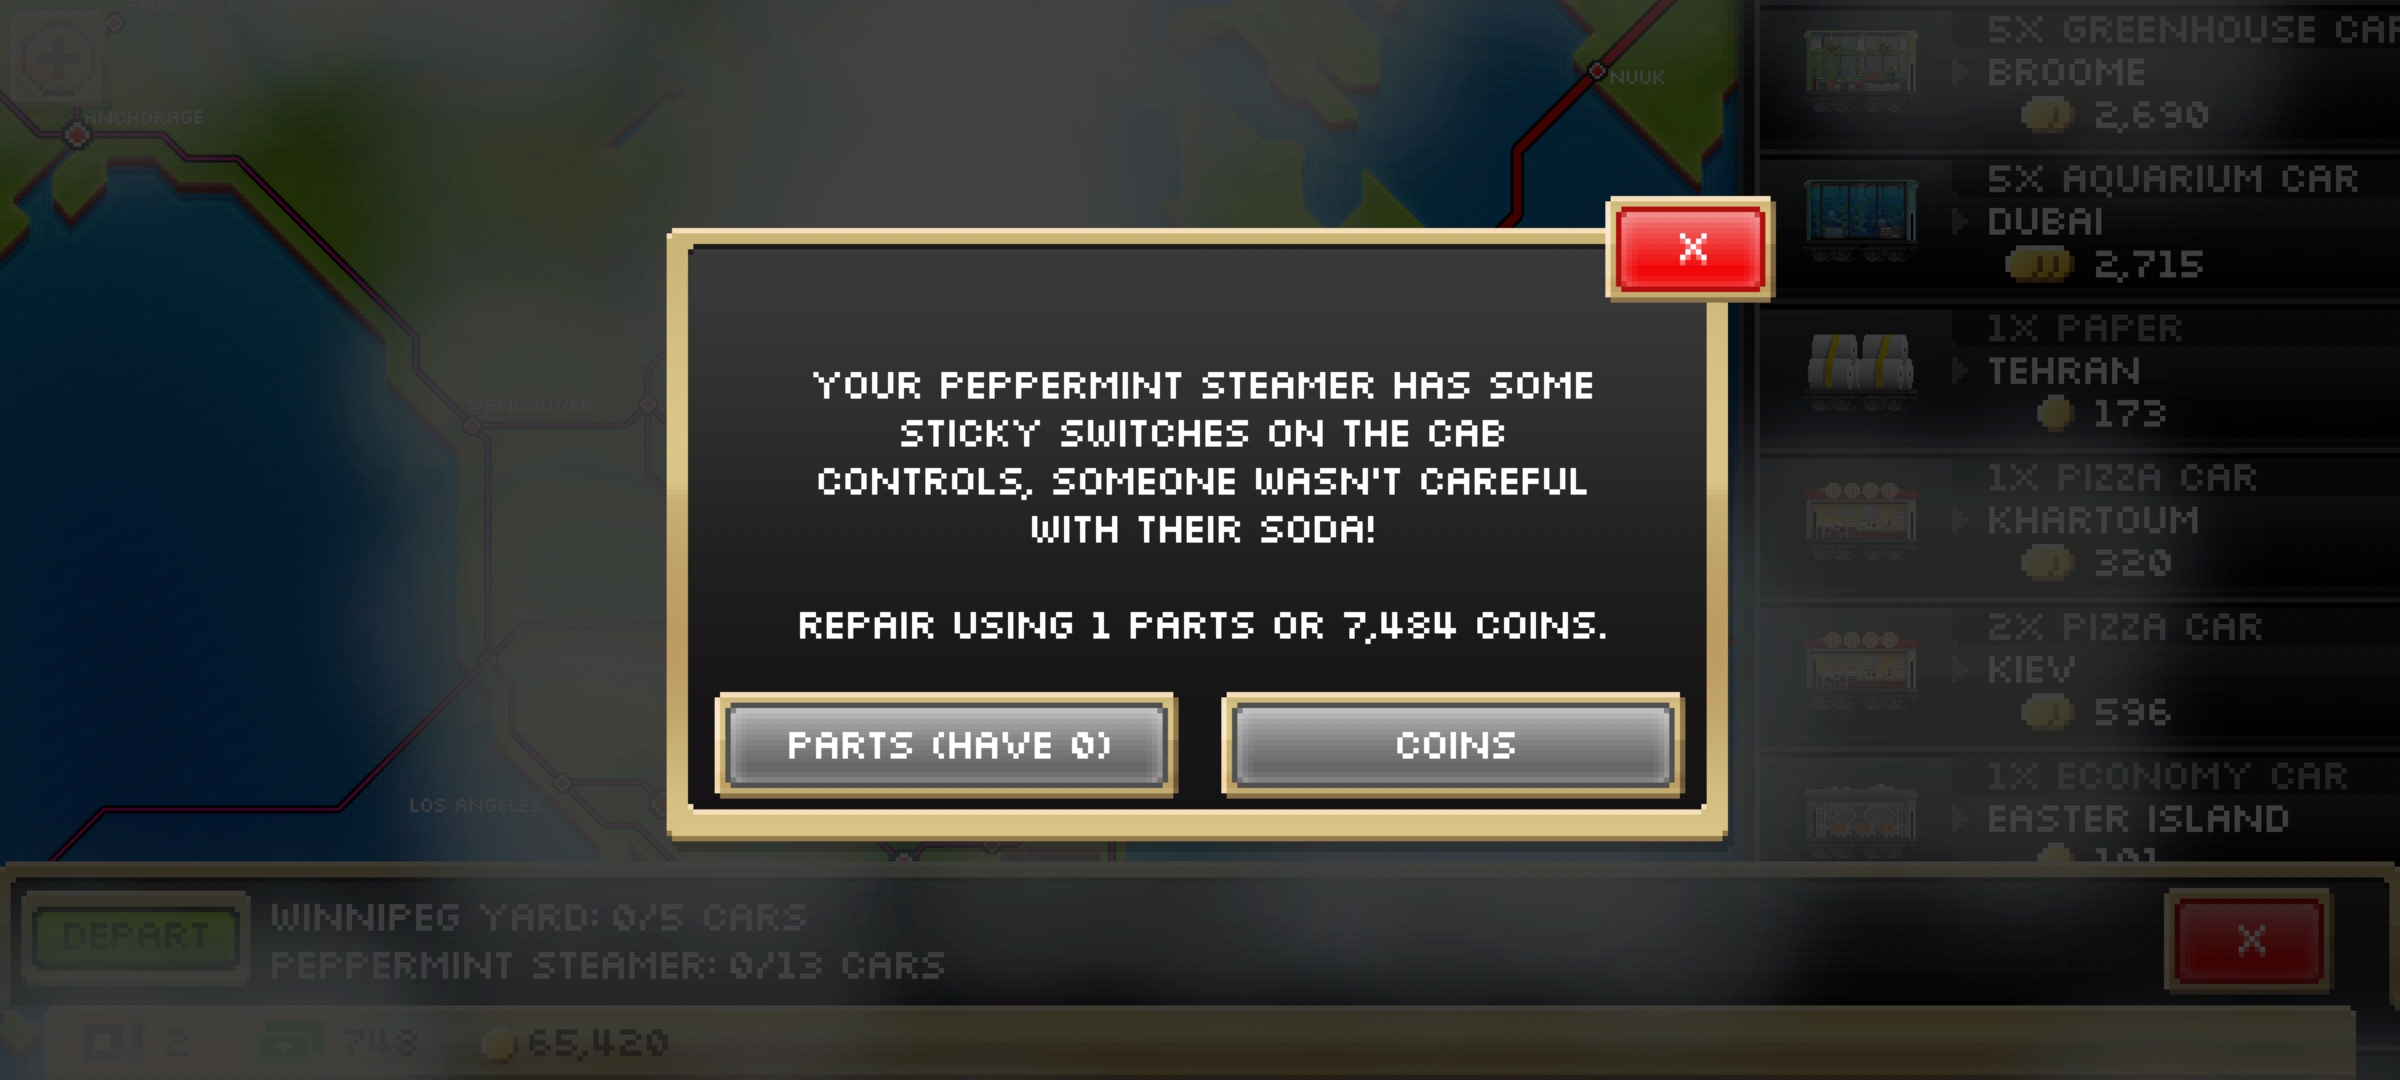 FAIRBANKS
ANCHORAGE
NUUK
VANCOUVER
LOS ANGELES
5X GREENHOUSE CAR
BROOME
2,690
5X AQUARIUM CAR
DUBAI
2,715
1X PAPER
TEHRAN
173
1X PIZZA CAR
KHARTOUM
320
2X PIZZA CAR
KIEV
596
1X ECONOMY CAR
EASTER ISLAND
101
X
YOUR PEPPERMINT STEAMER HAS SOME
STICKY SWITCHES ON THE CAB
CONTROLS, SOMEONE WASN'T CAREFUL
WITH THEIR SODA!
REPAIR USING 1 PARTS OR 7,484 COINS.
PARTS (HAVE 0)
COINS
DEPART
WINNIPEG YARD: 0/5 CARS
PEPPERMINT STEAMER: 0/13 CARS
X
2
748
65,420